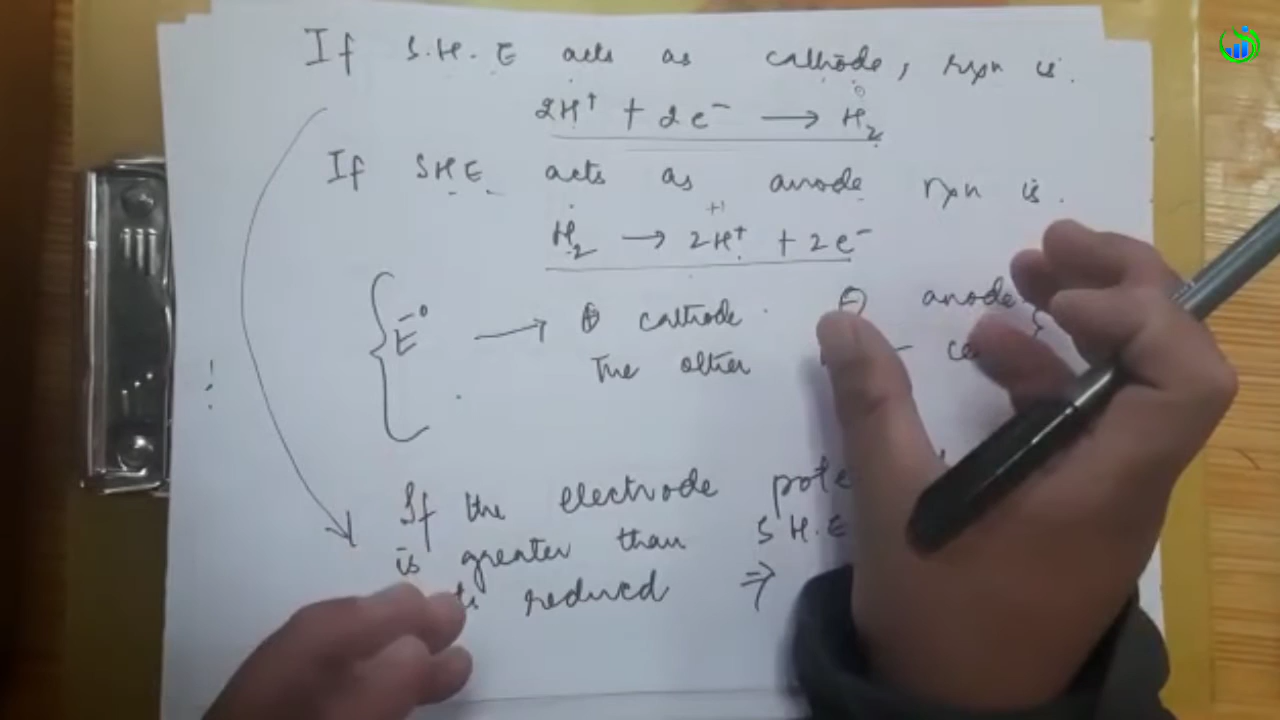 If S.H.E acts as cathode, rxn is.
2H⁺ + 2e⁻ → H₂
If SHE acts as anode rxn is.
+1
H₂ → 2H⁺ + 2e⁻
E° → ⊕ cathode. ⊖ anode
The other
If the electrode
is greater than S.H.E
reduced ⇒